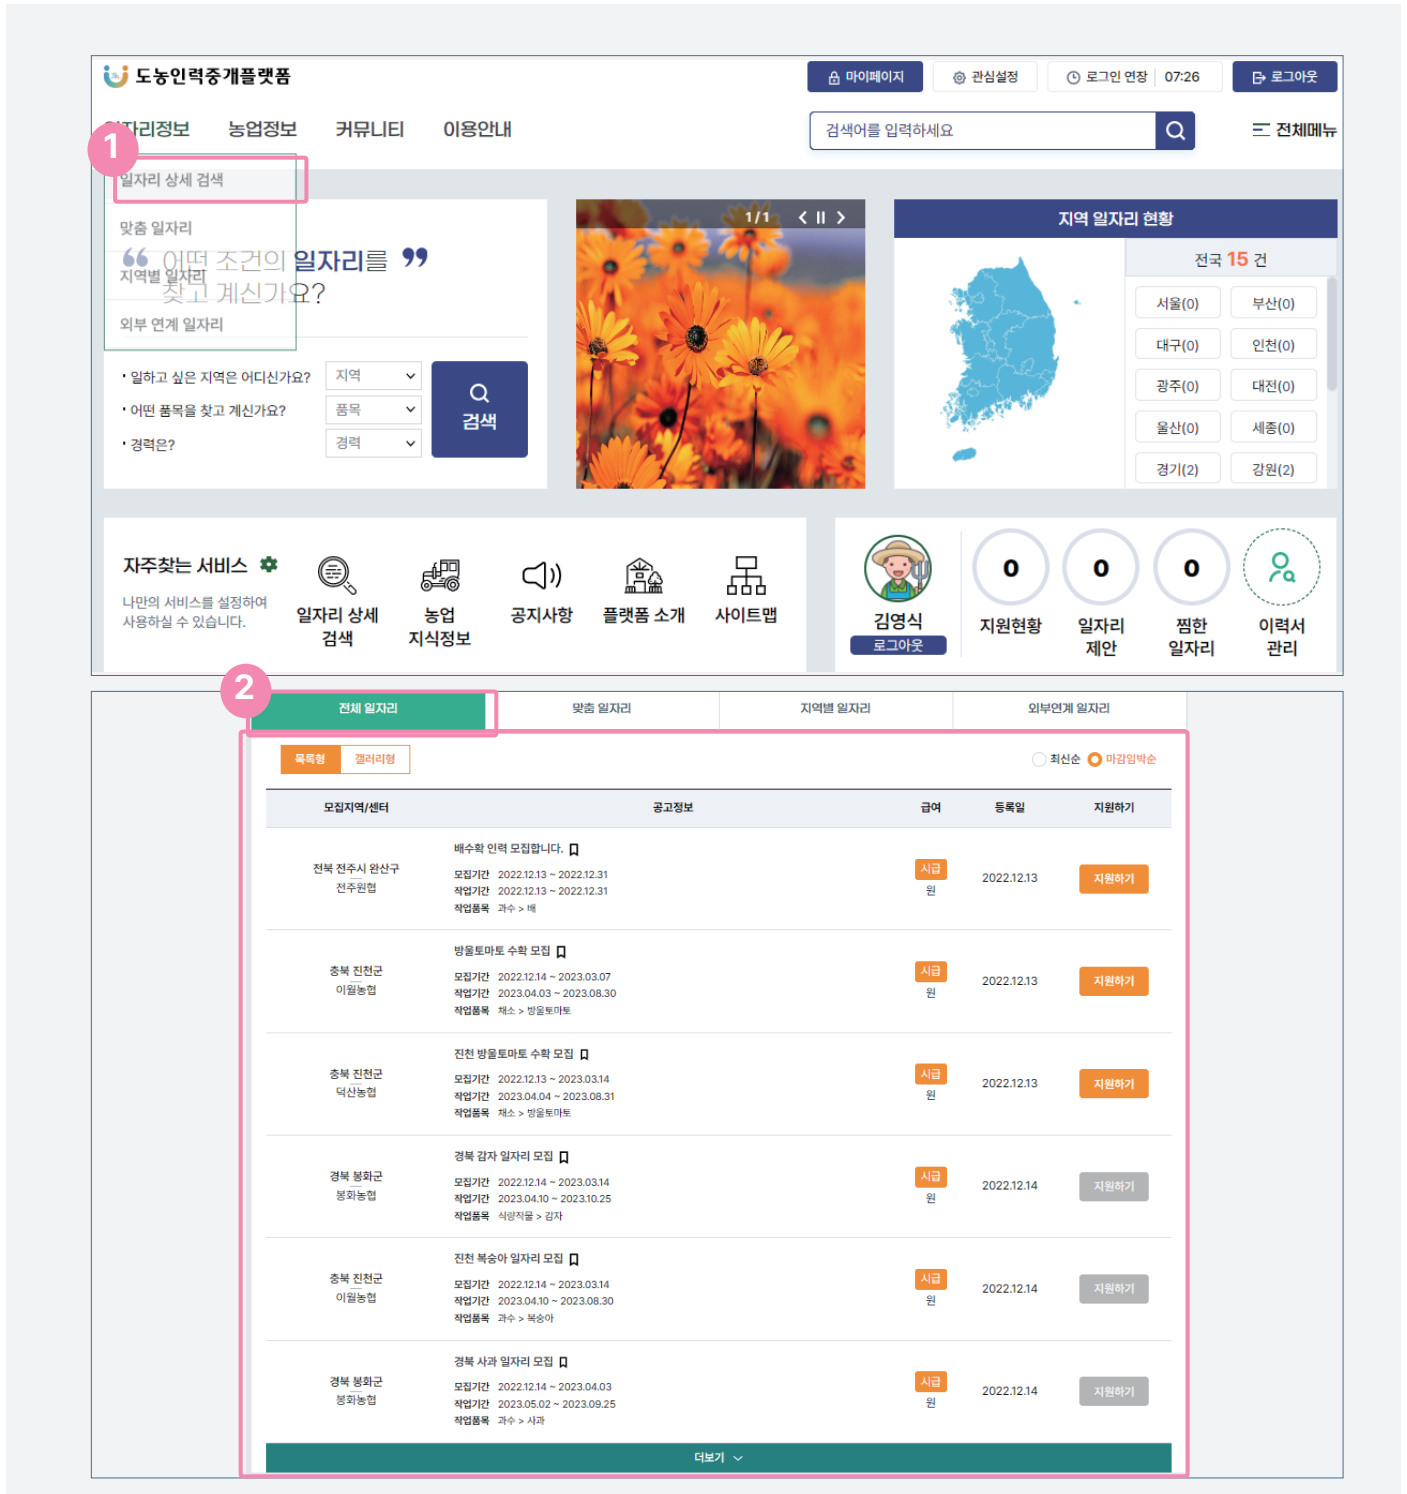 도농인력중개플랫폼
마이페이지
관심설정
로그인 연장 07:26
로그아웃
일자리정보 농업정보 커뮤니티 이용안내
검색어를 입력하세요
전체메뉴
1
일자리 상세 검색
맞춤 일자리
지역별 일자리
외부 연계 일자리
“ 어떤 조건의 일자리를 ”
찾고 계신가요?
• 일하고 싶은 지역은 어디신가요? 지역
• 어떤 품목을 찾고 계신가요? 품목
• 경력은? 경력
검색
1/1
지역 일자리 현황
전국 15 건
서울(0) 부산(0)
대구(0) 인천(0)
광주(0) 대전(0)
울산(0) 세종(0)
경기(2) 강원(2)
자주찾는 서비스
나만의 서비스를 설정하여
사용하실 수 있습니다.
일자리 상세
검색
농업
지식정보
공지사항
플랫폼 소개
사이트맵
김영식
로그아웃
0
지원현황
0
일자리
제안
0
찜한
일자리
이력서
관리
2
전체 일자리 맞춤 일자리 지역별 일자리 외부연계 일자리
목록형 갤러리형
최신순 마감임박순
모집지역/센터 공고정보 급여 등록일 지원하기
전북 전주시 완산구
전주원협
배수확 인력 모집합니다.
모집기간 2022.12.13 ~ 2022.12.31
작업기간 2022.12.13 ~ 2022.12.31
작업품목 과수 > 배
시급
원
2022.12.13
지원하기
충북 진천군
이월농협
방울토마토 수확 모집
모집기간 2022.12.14 ~ 2023.03.07
작업기간 2023.04.03 ~ 2023.08.30
작업품목 채소 > 방울토마토
시급
원
2022.12.13
지원하기
충북 진천군
덕산농협
진천 방울토마토 수확 모집
모집기간 2022.12.13 ~ 2023.03.14
작업기간 2023.04.04 ~ 2023.08.31
작업품목 채소 > 방울토마토
시급
원
2022.12.13
지원하기
경북 봉화군
봉화농협
경북 감자 일자리 모집
모집기간 2022.12.14 ~ 2023.03.14
작업기간 2023.04.10 ~ 2023.10.25
작업품목 식량작물 > 감자
시급
원
2022.12.14
지원하기
충북 진천군
이월농협
진천 복숭아 일자리 모집
모집기간 2022.12.14 ~ 2023.03.14
작업기간 2023.04.10 ~ 2023.08.30
작업품목 과수 > 복숭아
시급
원
2022.12.14
지원하기
경북 봉화군
봉화농협
경북 사과 일자리 모집
모집기간 2022.12.14 ~ 2023.04.03
작업기간 2023.05.02 ~ 2023.09.25
작업품목 과수 > 사과
시급
원
2022.12.14
지원하기
더보기